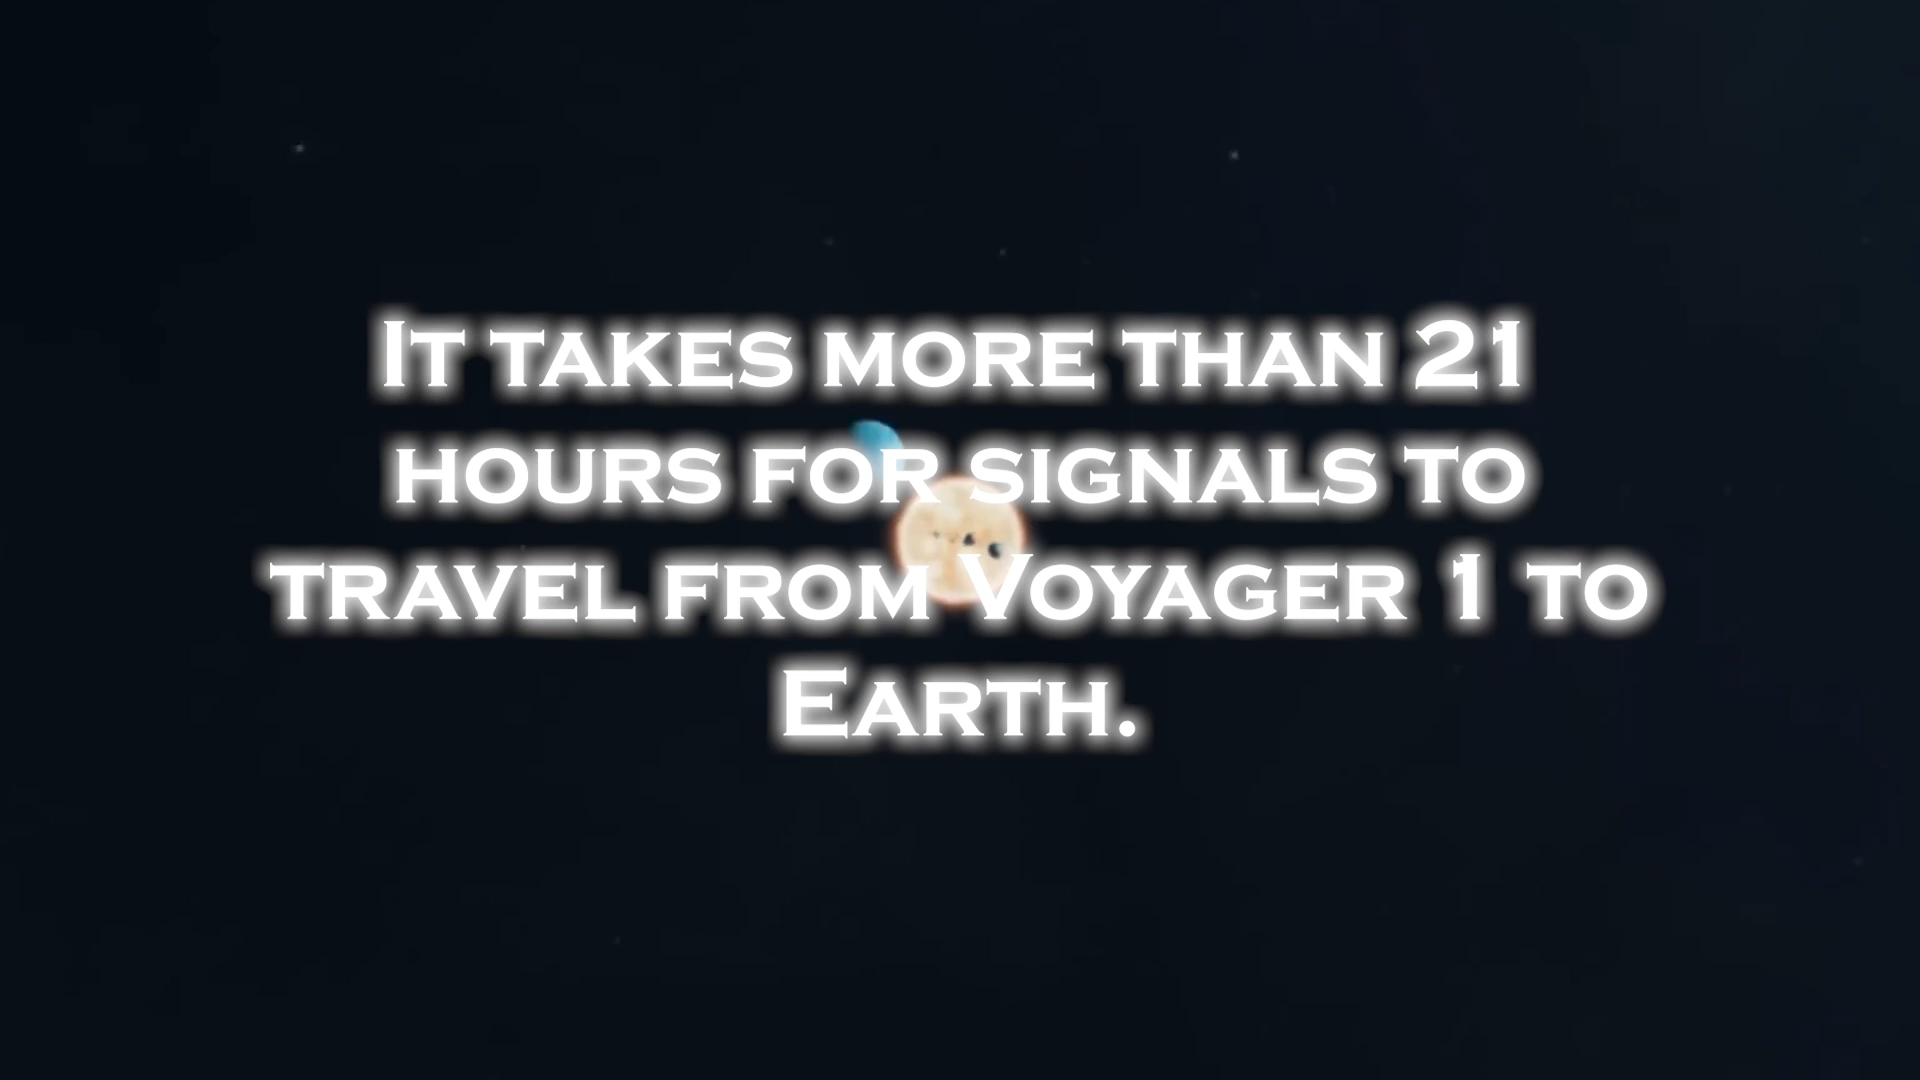 It takes more than 21
hours for signals to
travel from Voyager 1 to
Earth.